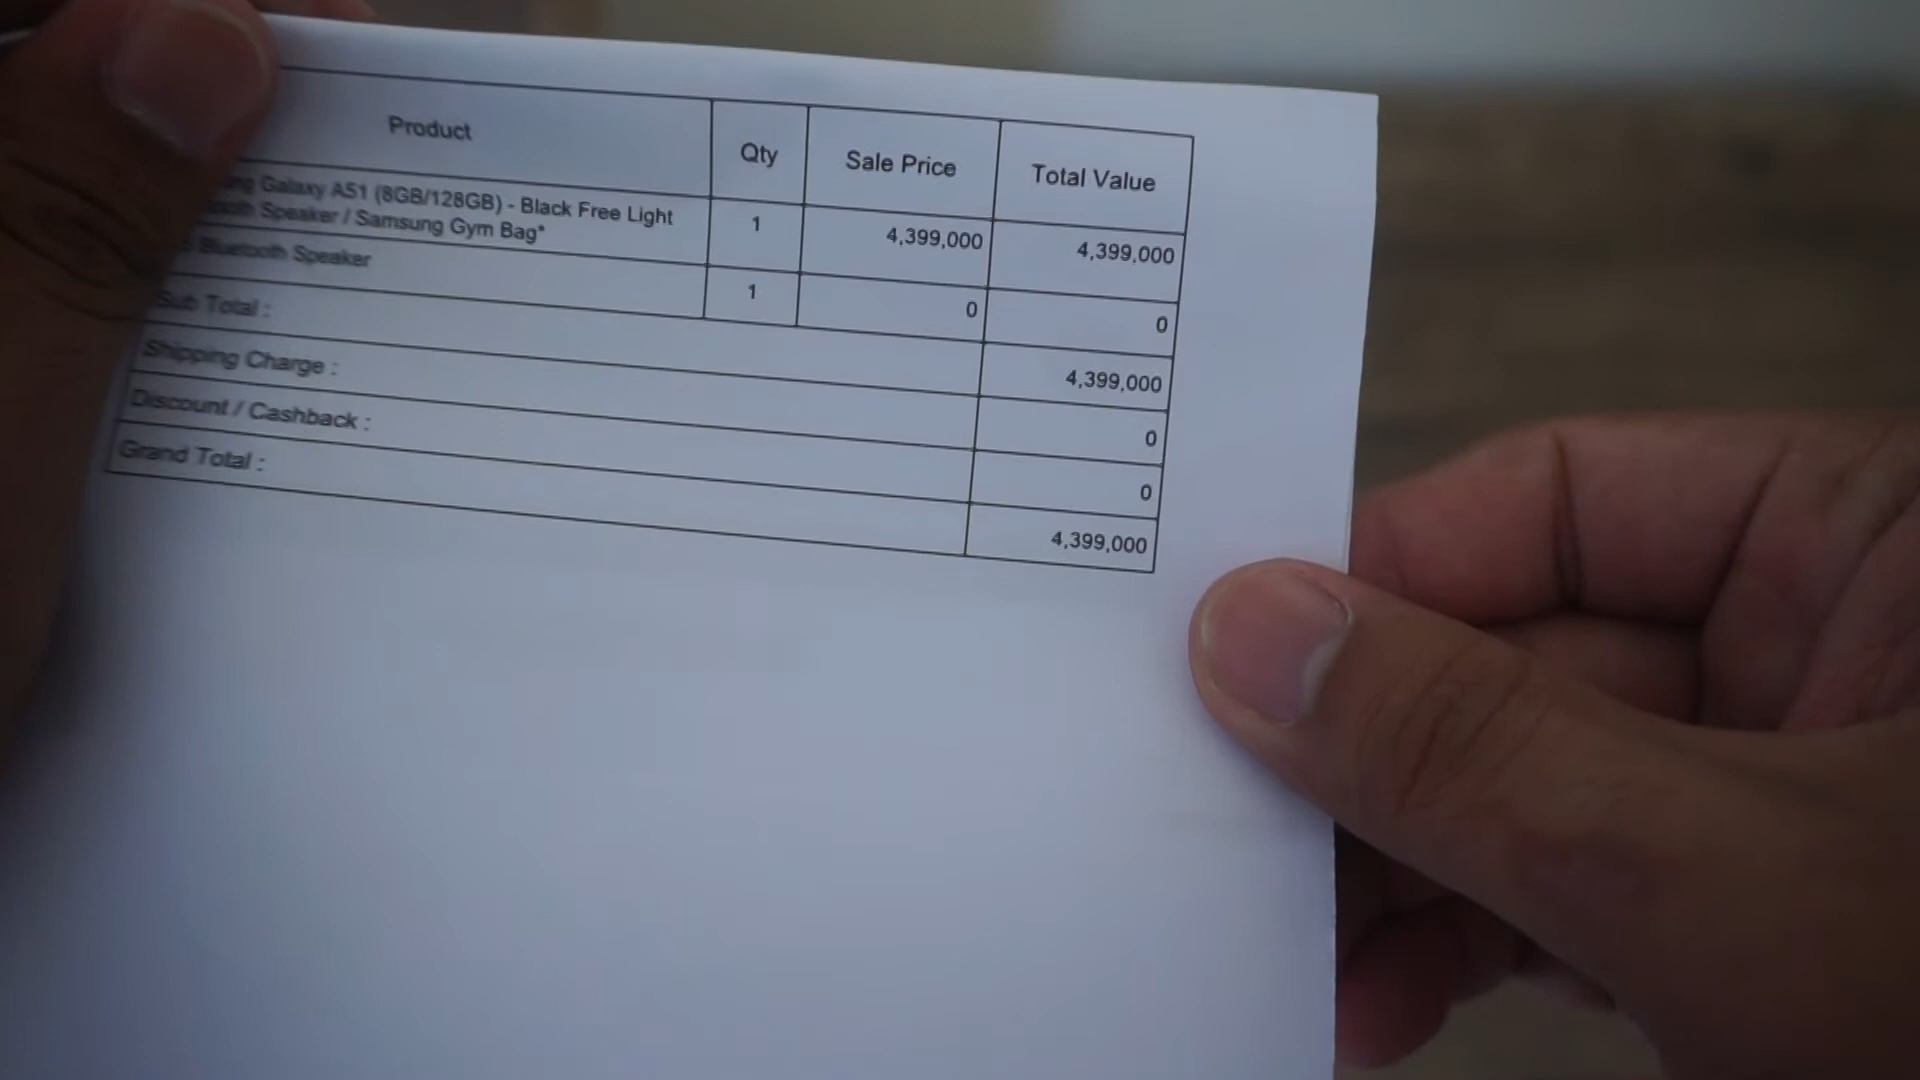 Product Qty Sale Price Total Value
Galaxy A51 (8GB/128GB) - Black Free Light
Speaker / Samsung Gym Bag* 1 4,399,000 4,399,000
Bluetooth Speaker 1 0 0
Sub Total : 4,399,000
Shipping Charge : 0
Discount / Cashback : 0
Grand Total : 4,399,000